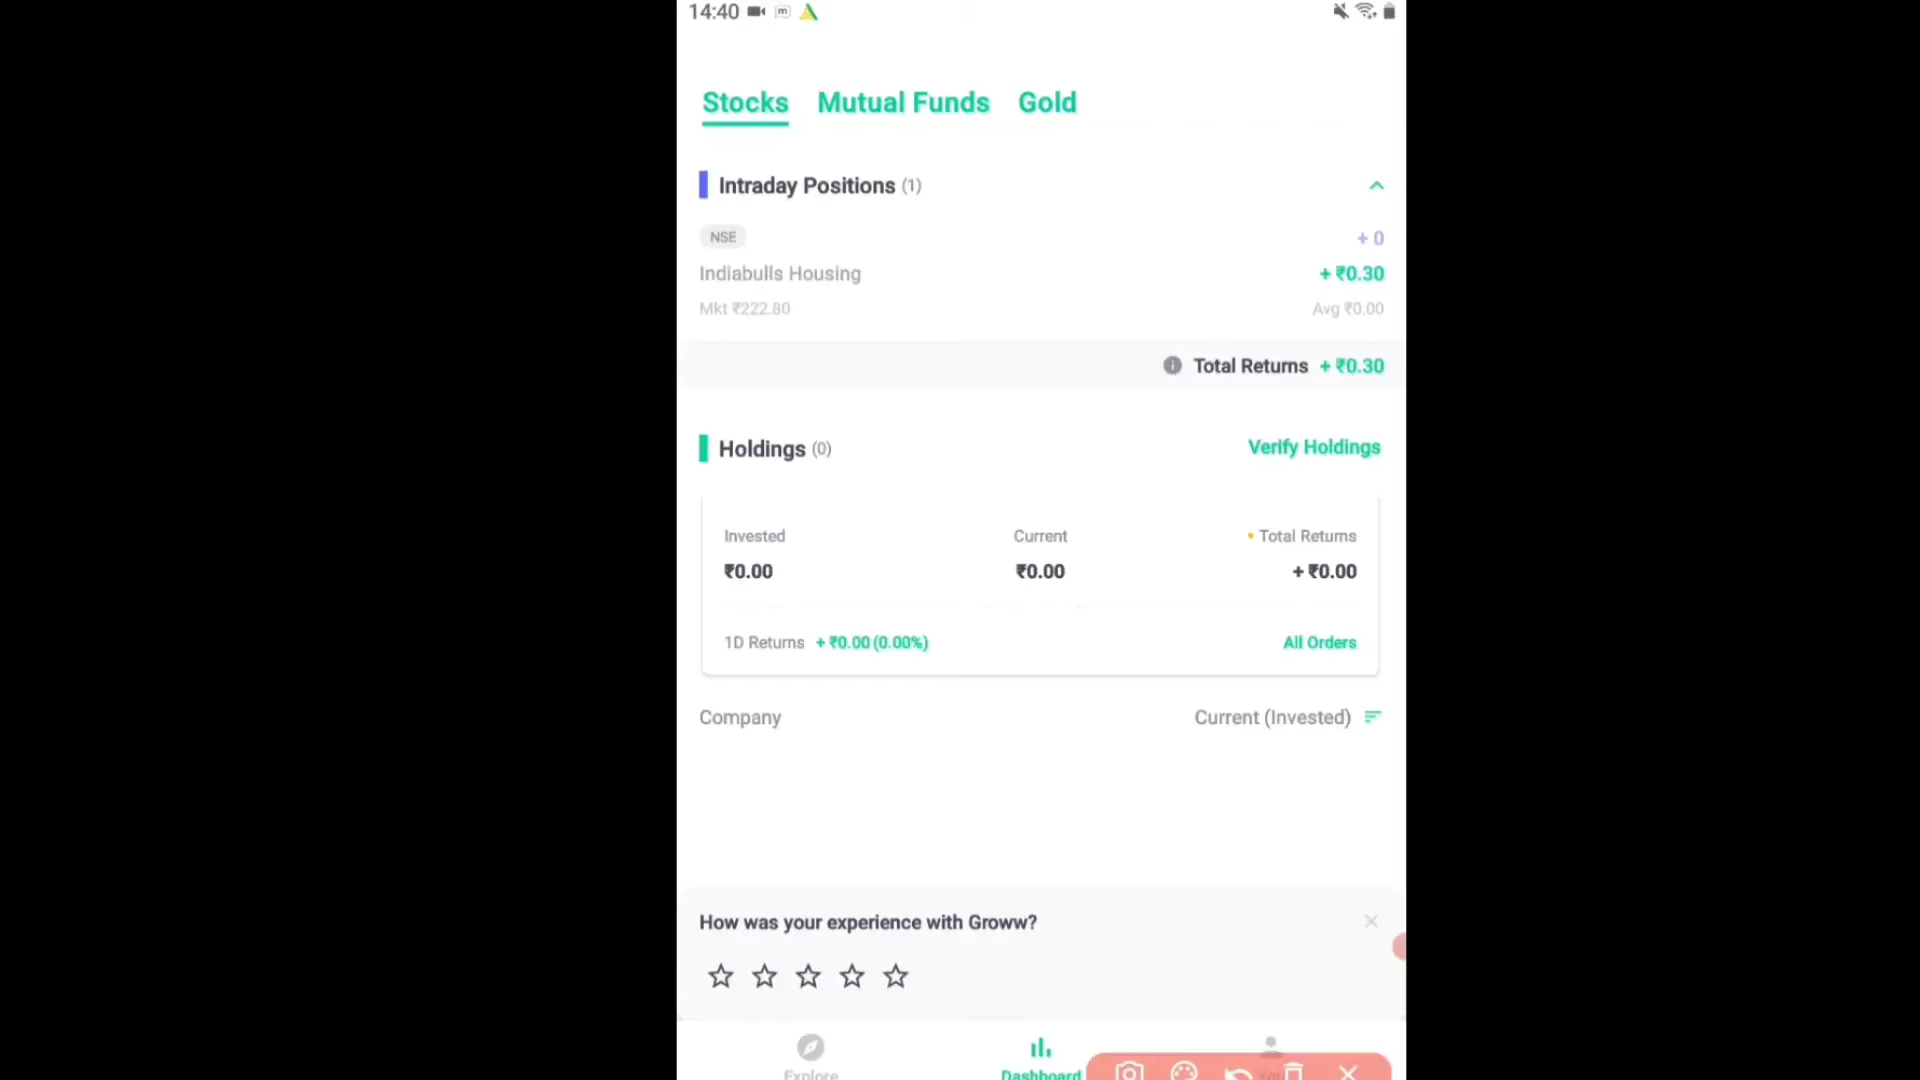 14:40
Stocks Mutual Funds Gold
Intraday Positions (1)
NSE + 0
Indiabulls Housing + ₹0.30
Mkt ₹222.80 Avg ₹0.00
Total Returns + ₹0.30
Holdings (0) Verify Holdings
Invested Current Total Returns
₹0.00 ₹0.00 + ₹0.00
1D Returns + ₹0.00 (0.00%) All Orders
Company Current (Invested)
How was your experience with Groww?
Explore Dashboard